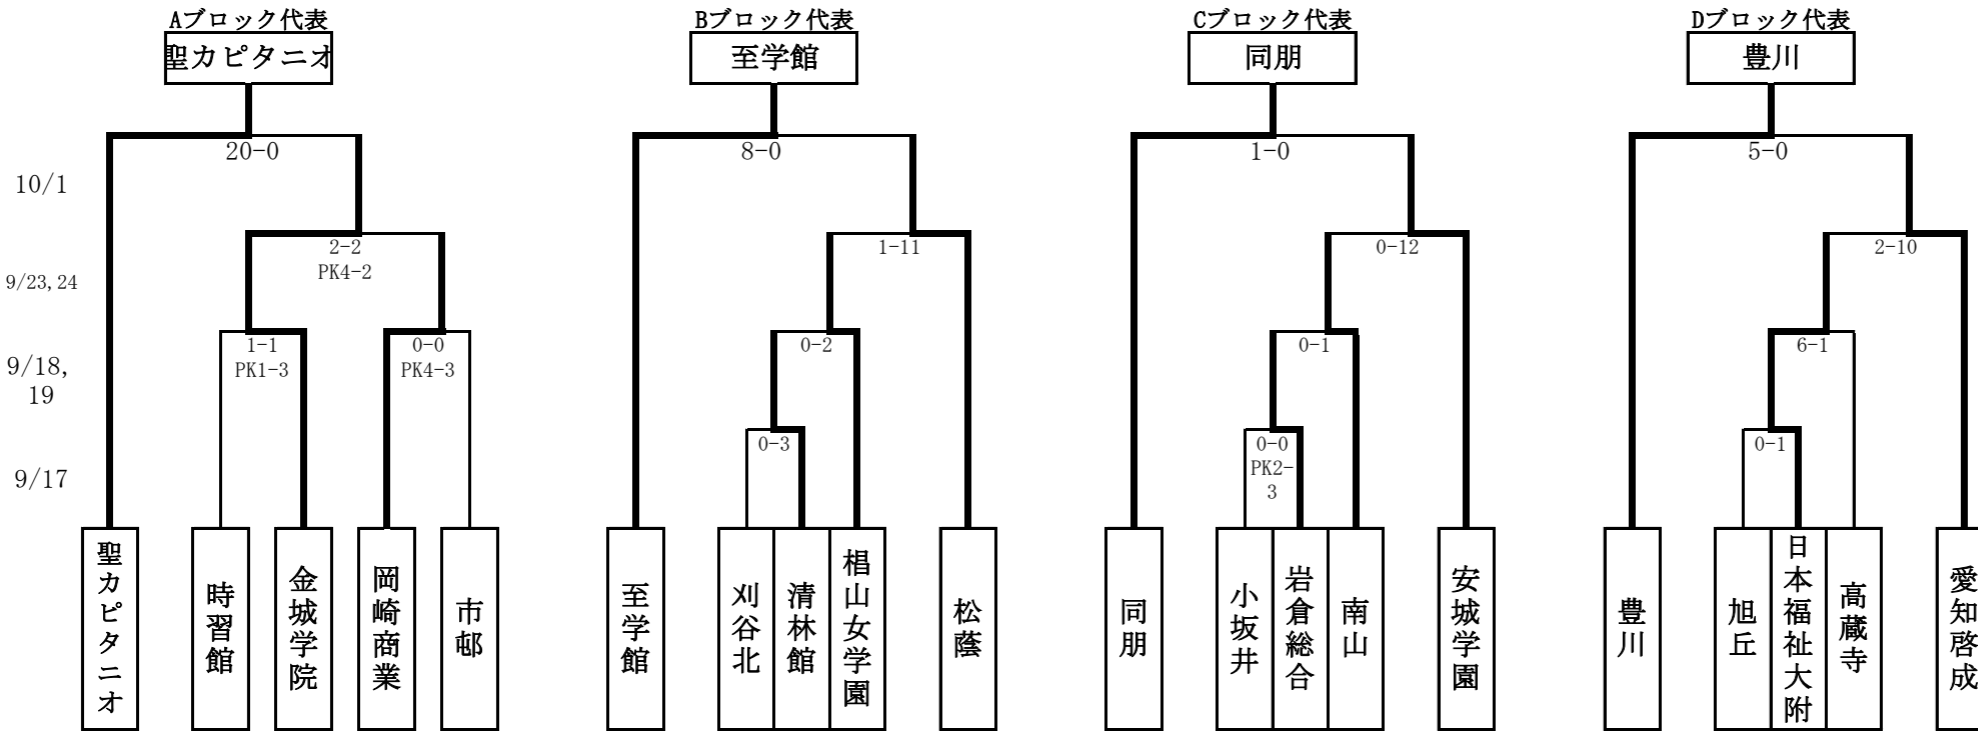 Aブロック代表
Bブロック代表
Cブロック代表
Dブロック代表
聖カピタニオ
至学館
同朋
豊川
20-0
8-0
1-0
5-0
10/1
2-2
PK4-2
1-11
0-12
2-10
9/23,24
1-1
PK1-3
0-0
PK4-3
0-2
0-1
6-1
9/18,
19
0-3
0-0
PK2-
3
0-1
9/17
聖カピタニオ
時習館
金城学院
岡崎商業
市邨
至学館
刈谷北
清林館
椙山女学園
松蔭
同朋
小坂井
岩倉総合
南山
安城学園
豊川
旭丘
日本福祉大附
高蔵寺
愛知啓成